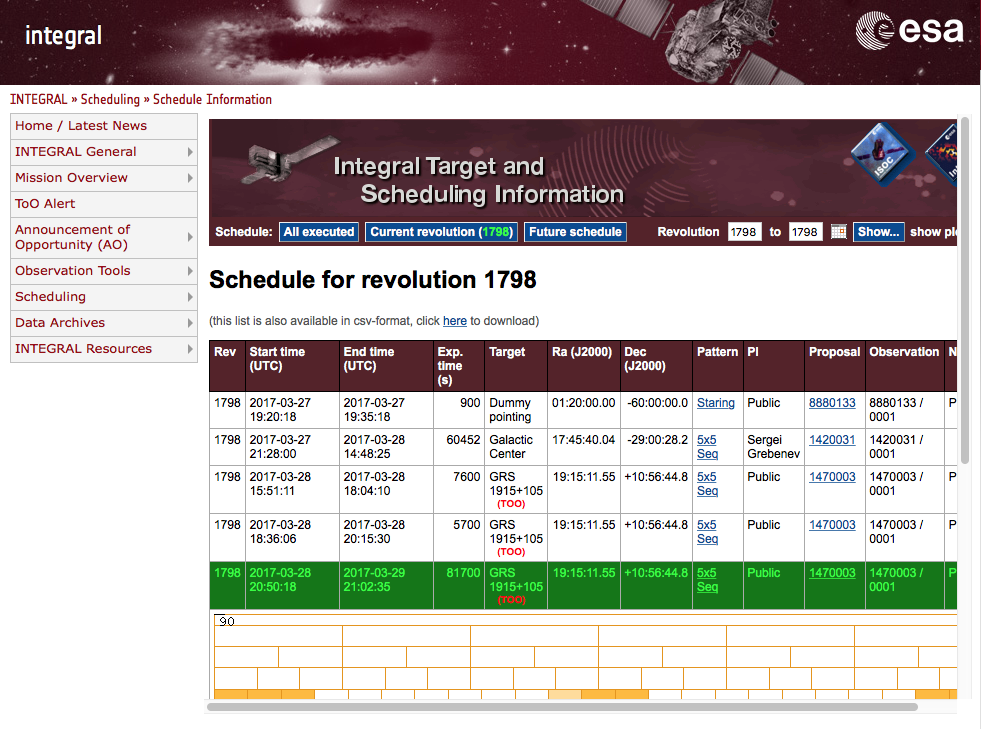 integral
esa
INTEGRAL » Scheduling » Schedule Information
Home / Latest News
INTEGRAL General
Mission Overview
ToO Alert
Announcement of
Opportunity (AO)
Observation Tools
Scheduling
Data Archives
INTEGRAL Resources
Integral Target and
Scheduling Information
ISOC
Schedule: All executed Current revolution (1798) Future schedule Revolution 1798 to 1798 Show... show pl
Schedule for revolution 1798
(this list is also available in csv-format, click here to download)
Rev Start time (UTC) End time (UTC) Exp. time (s) Target Ra (J2000) Dec (J2000) Pattern PI Proposal Observation N
1798 2017-03-27 19:20:18 2017-03-27 19:35:18 900 Dummy pointing 01:20:00.00 -60:00:00.0 Staring Public 8880133 8880133 / 0001 P
1798 2017-03-27 21:28:00 2017-03-28 14:48:25 60452 Galactic Center 17:45:40.04 -29:00:28.2 5x5 Seq Sergei Grebenev 1420031 1420031 / 0001
1798 2017-03-28 15:51:11 2017-03-28 18:04:10 7600 GRS 1915+105 (TOO) 19:15:11.55 +10:56:44.8 5x5 Seq Public 1470003 1470003 / 0001 P
1798 2017-03-28 18:36:06 2017-03-28 20:15:30 5700 GRS 1915+105 (TOO) 19:15:11.55 +10:56:44.8 5x5 Seq Public 1470003 1470003 / 0001 P
1798 2017-03-28 20:50:18 2017-03-29 21:02:35 81700 GRS 1915+105 (TOO) 19:15:11.55 +10:56:44.8 5x5 Seq Public 1470003 1470003 / 0001 P
90